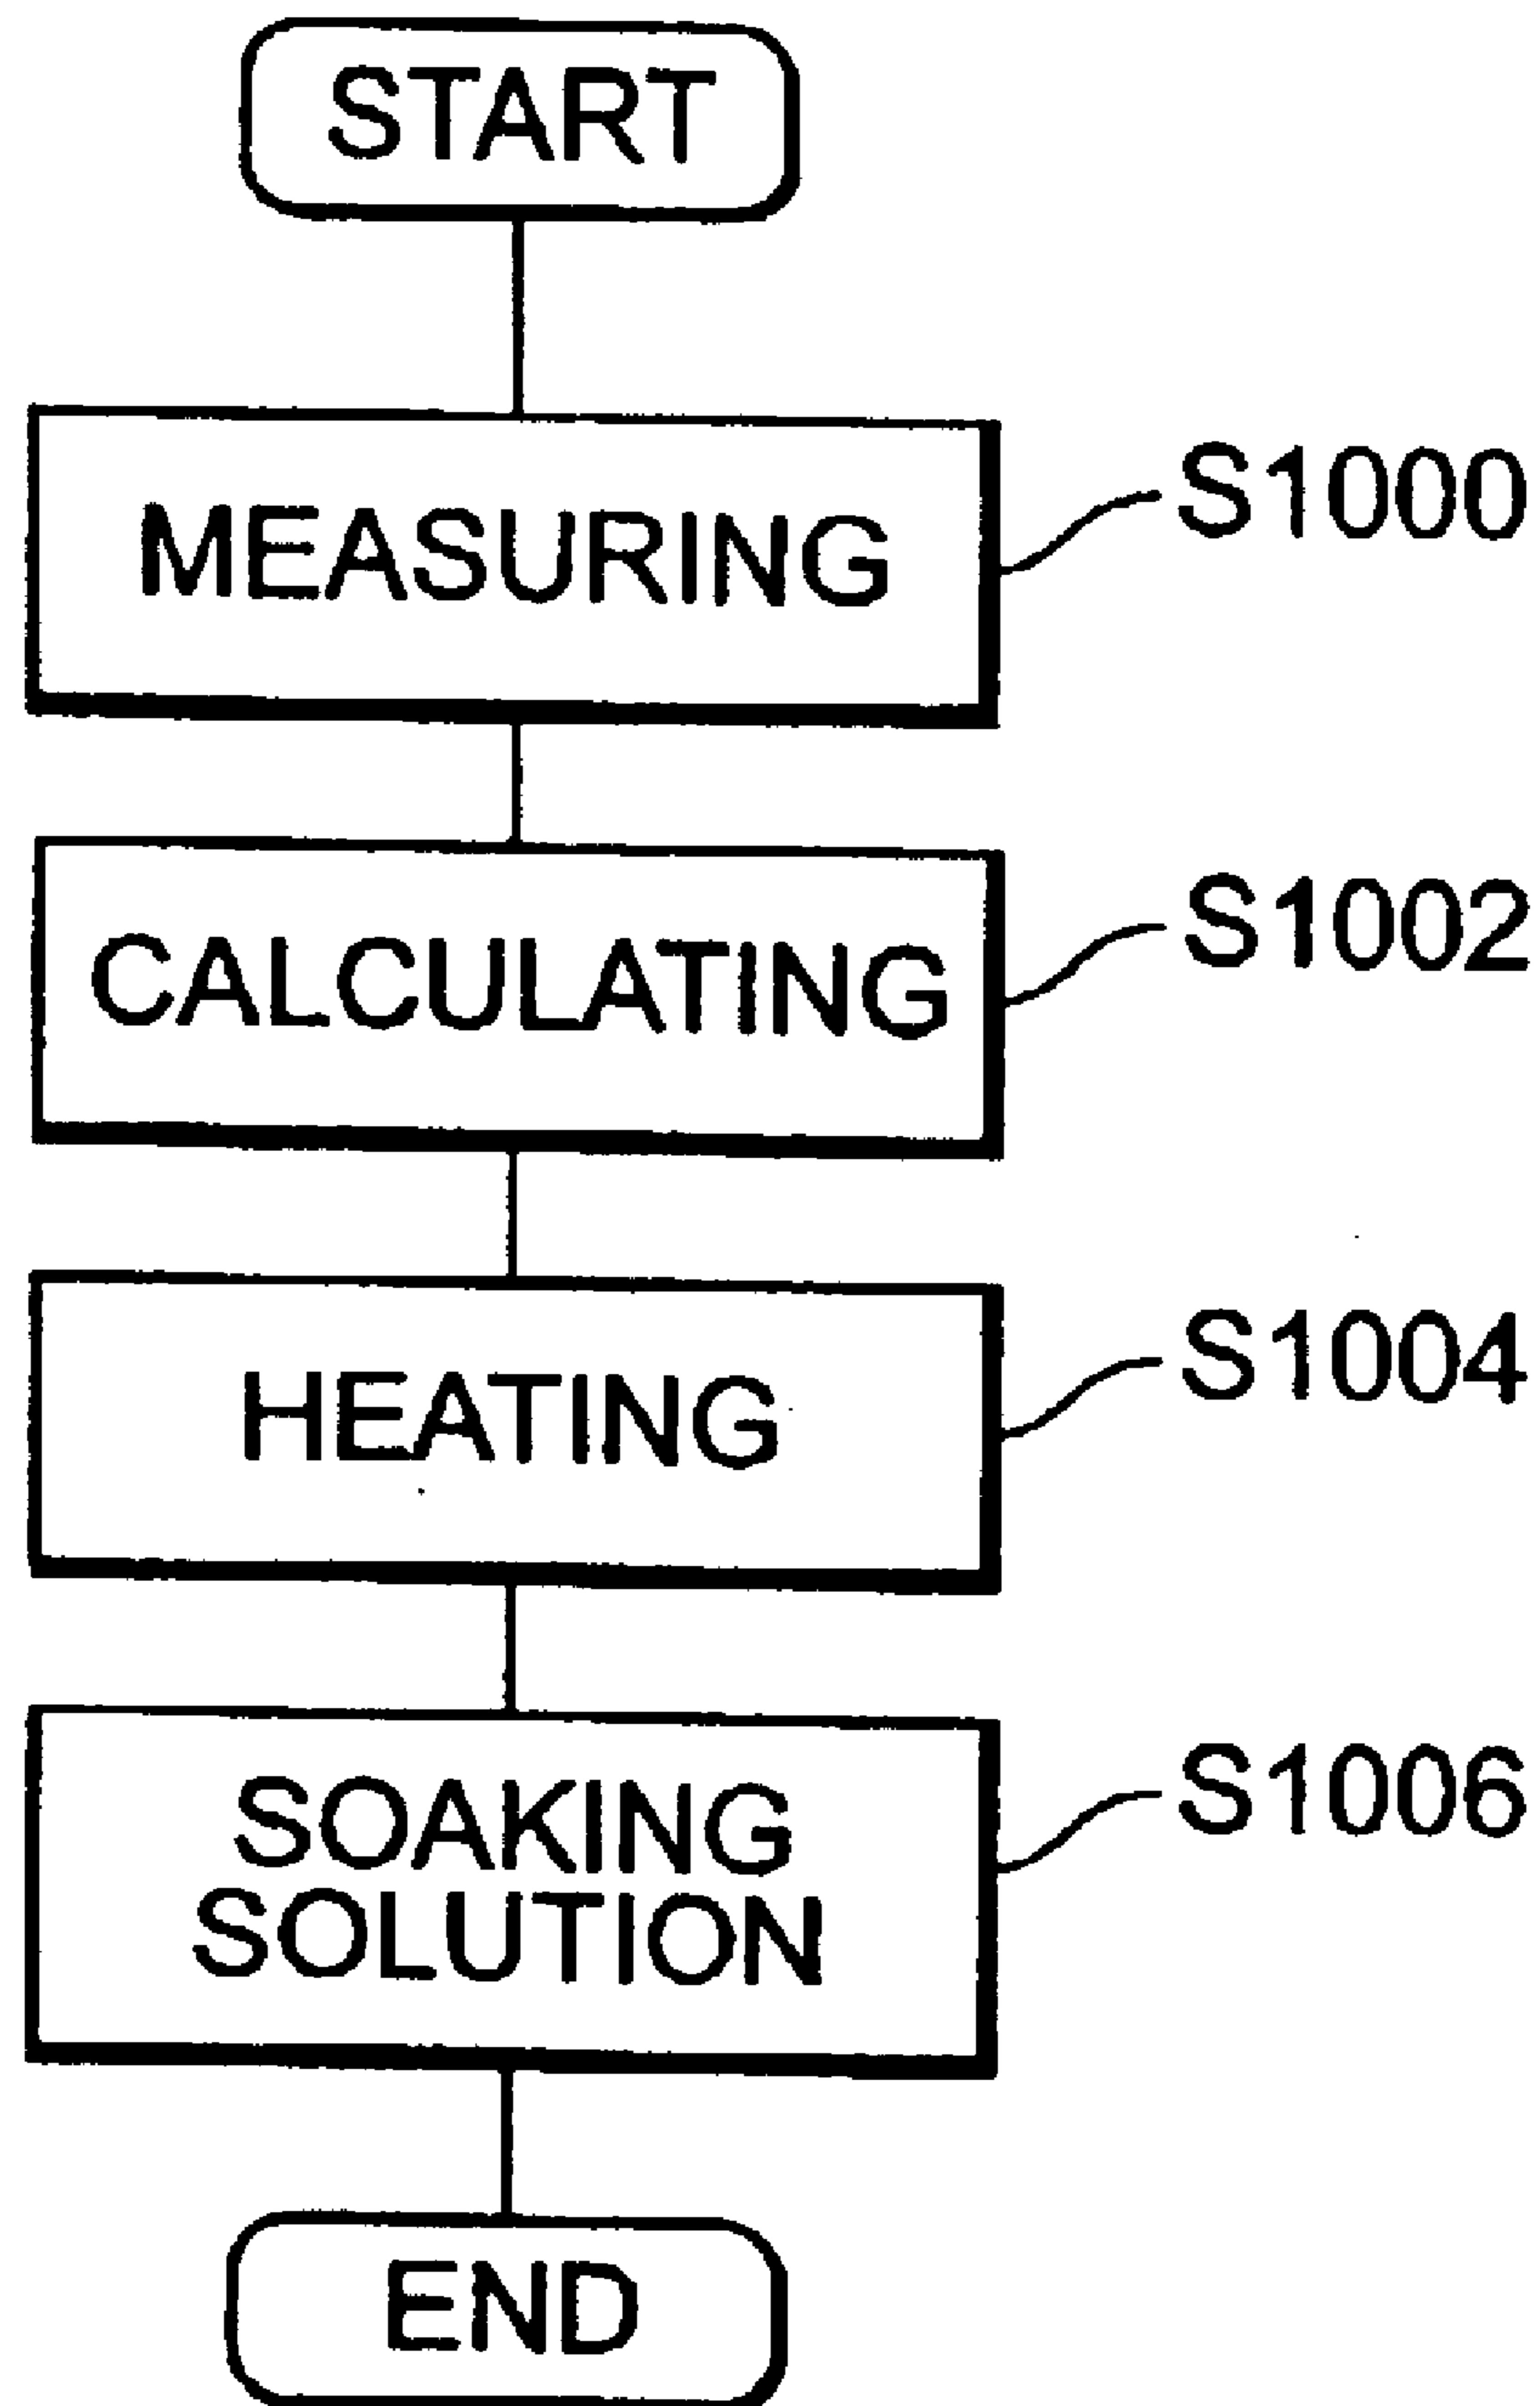 START
MEASURING
S1000
CALCULATING
S1002
HEATING
S1004
SOAKING
SOLUTION
S1006
END